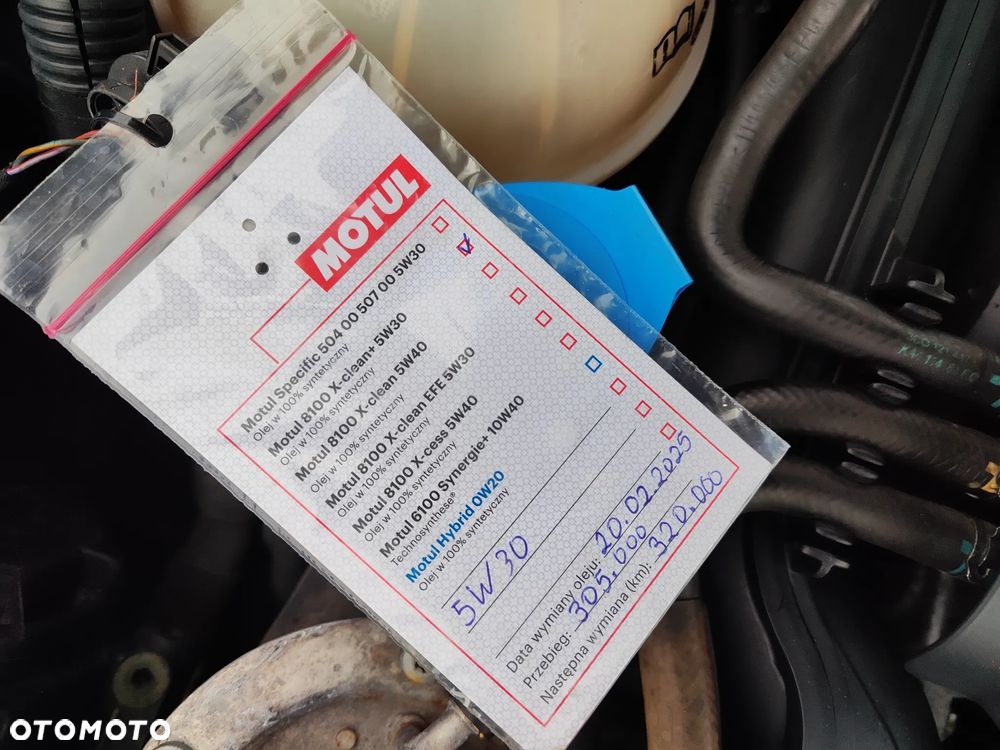 MOTUL
Motul Specific 504 00 507 00 5W30
Olej w 100% syntetyczny
Motul 8100 X-clean+ 5W30
Olej w 100% syntetyczny
Motul 8100 X-clean 5W40
Olej w 100% syntetyczny
Motul 8100 X-clean EFE 5W30
Olej w 100% syntetyczny
Motul 8100 X-cess 5W40
Olej w 100% syntetyczny
Motul 6100 Synergie+ 10W40
Technosynthese®
Motul Hybrid 0W20
Olej w 100% syntetyczny
5W30
Data wymiany oleju: 20.02.2025
Przebieg: 305.000
Następna wymiana (km): 320.000
OTOMOTO